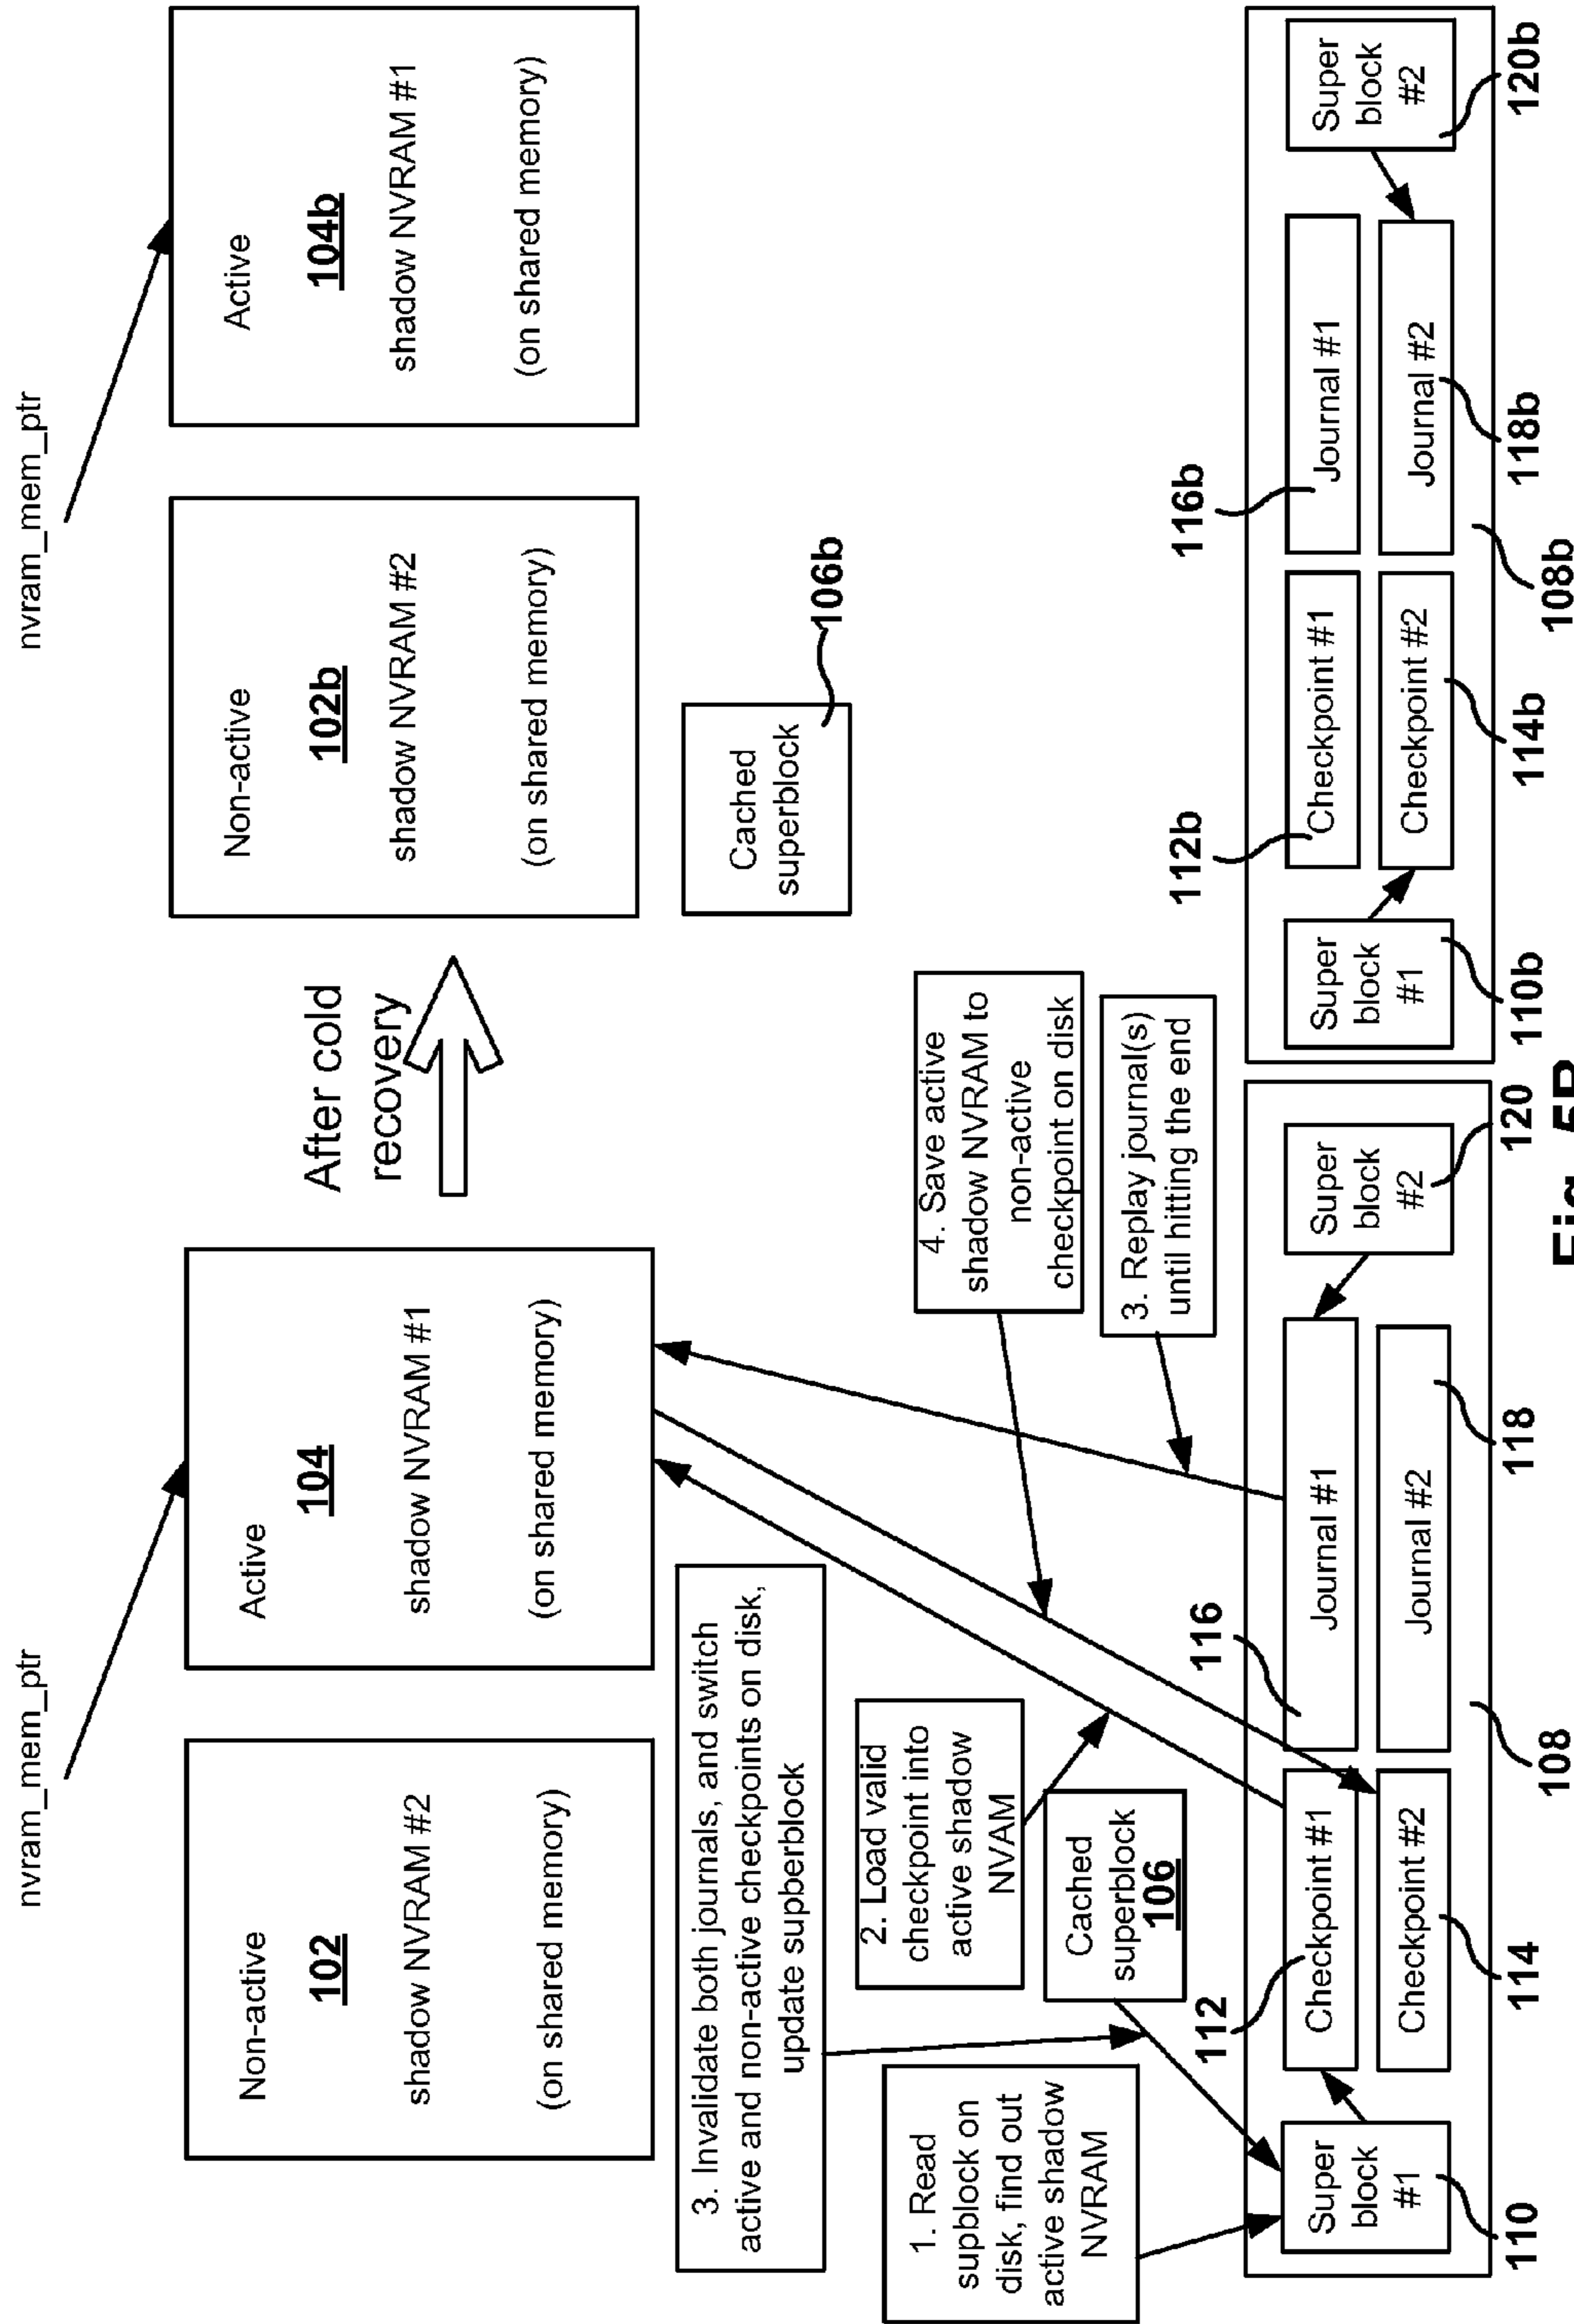 nvram_mem_ptr
nvram_mem_ptr
Non-active
102
shadow NVRAM #2
(on shared memory)
Active
104
shadow NVRAM #1
(on shared memory)
After cold
recovery
Non-active
102b
shadow NVRAM #2
(on shared memory)
Active
104b
shadow NVRAM #1
(on shared memory)
3. Invalidate both journals, and switch
active and non-active checkpoints on disk,
update supberblock
1. Read
supblock on
disk, find out
active shadow
NVRAM
2. Load valid
checkpoint into
active shadow
NVAM
Cached
superblock
106
4. Save active
shadow NVRAM to
non-active
checkpoint on disk
3. Replay journal(s)
until hitting the end
Cached
superblock
106b
112
116
112b
116b
Super
block
#1
Checkpoint #1
Journal #1
Checkpoint #2
Journal #2
Super
block
#2
Super
block
#1
Checkpoint #1
Journal #1
Checkpoint #2
Journal #2
Super
block
#2
110
114
108
118
120
110b
114b
108b
118b
120b
Fig. 5B